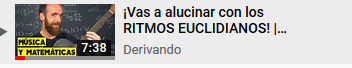 MÚSICA
Y MATEMÁTICAS
7:38
¡Vas a alucinar con los
RITMOS EUCLIDIANOS! |...
Derivando